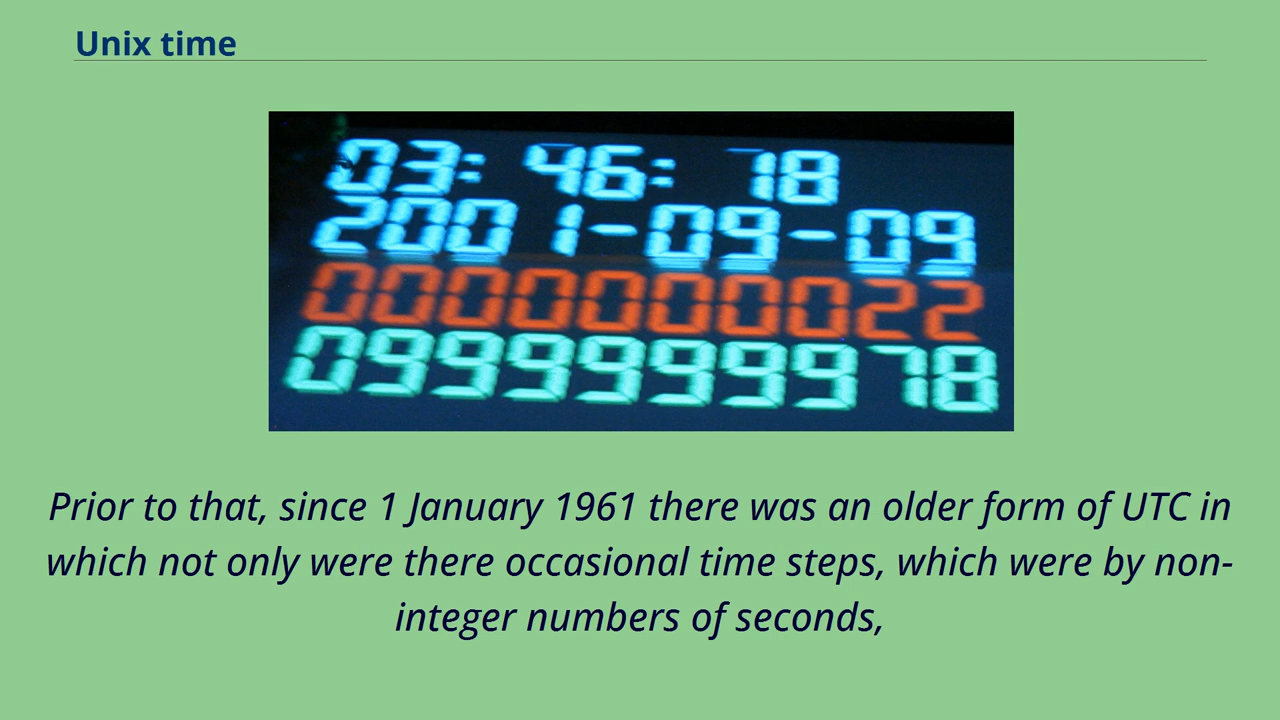 Unix time
03: 46: 18
2001-09-09
0000000022
0999999978
Prior to that, since 1 January 1961 there was an older form of UTC in
which not only were there occasional time steps, which were by non-
integer numbers of seconds,